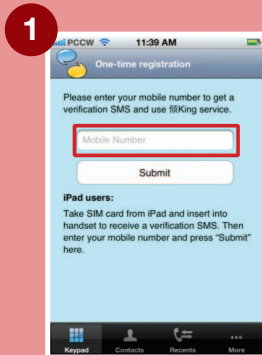 1
PCCW 11:39 AM
One-time registration
Please enter your mobile number to get a
verification SMS and use 傾King service.
Mobile Number
Submit
iPad users:
Take SIM card from iPad and insert into
handset to receive a verification SMS. Then
enter your mobile number and press "Submit"
here.
Keypad Contacts Recents More